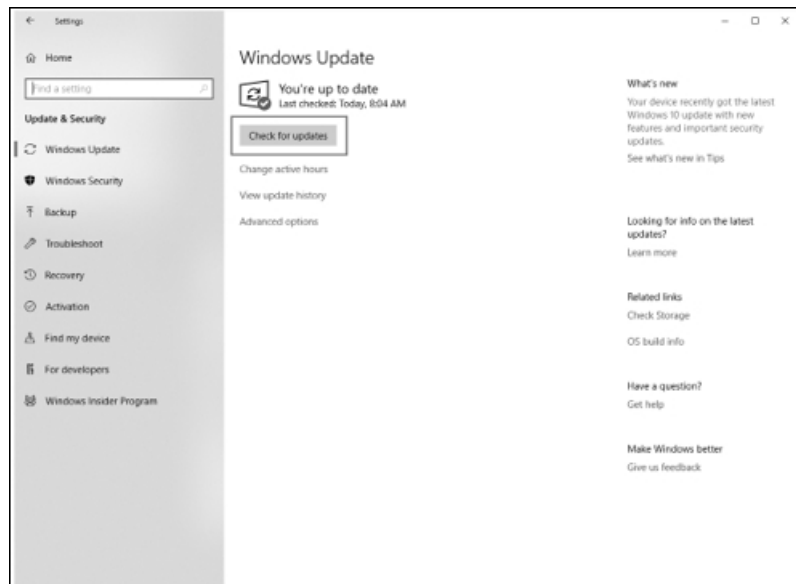 Settings
Home
Find a setting
Update & Security
Windows Update
Windows Security
Backup
Troubleshoot
Recovery
Activation
Find my device
For developers
Windows Insider Program
Windows Update
You're up to date
Last checked: Today, 8:04 AM
Check for updates
Change active hours
View update history
Advanced options
What's new
Your device recently got the latest
Windows 10 update with new
features and important security
updates.
See what's new in Tips
Looking for info on the latest
updates?
Learn more
Related links
Check Storage
OS build info
Have a question?
Get help
Make Windows better
Give us feedback